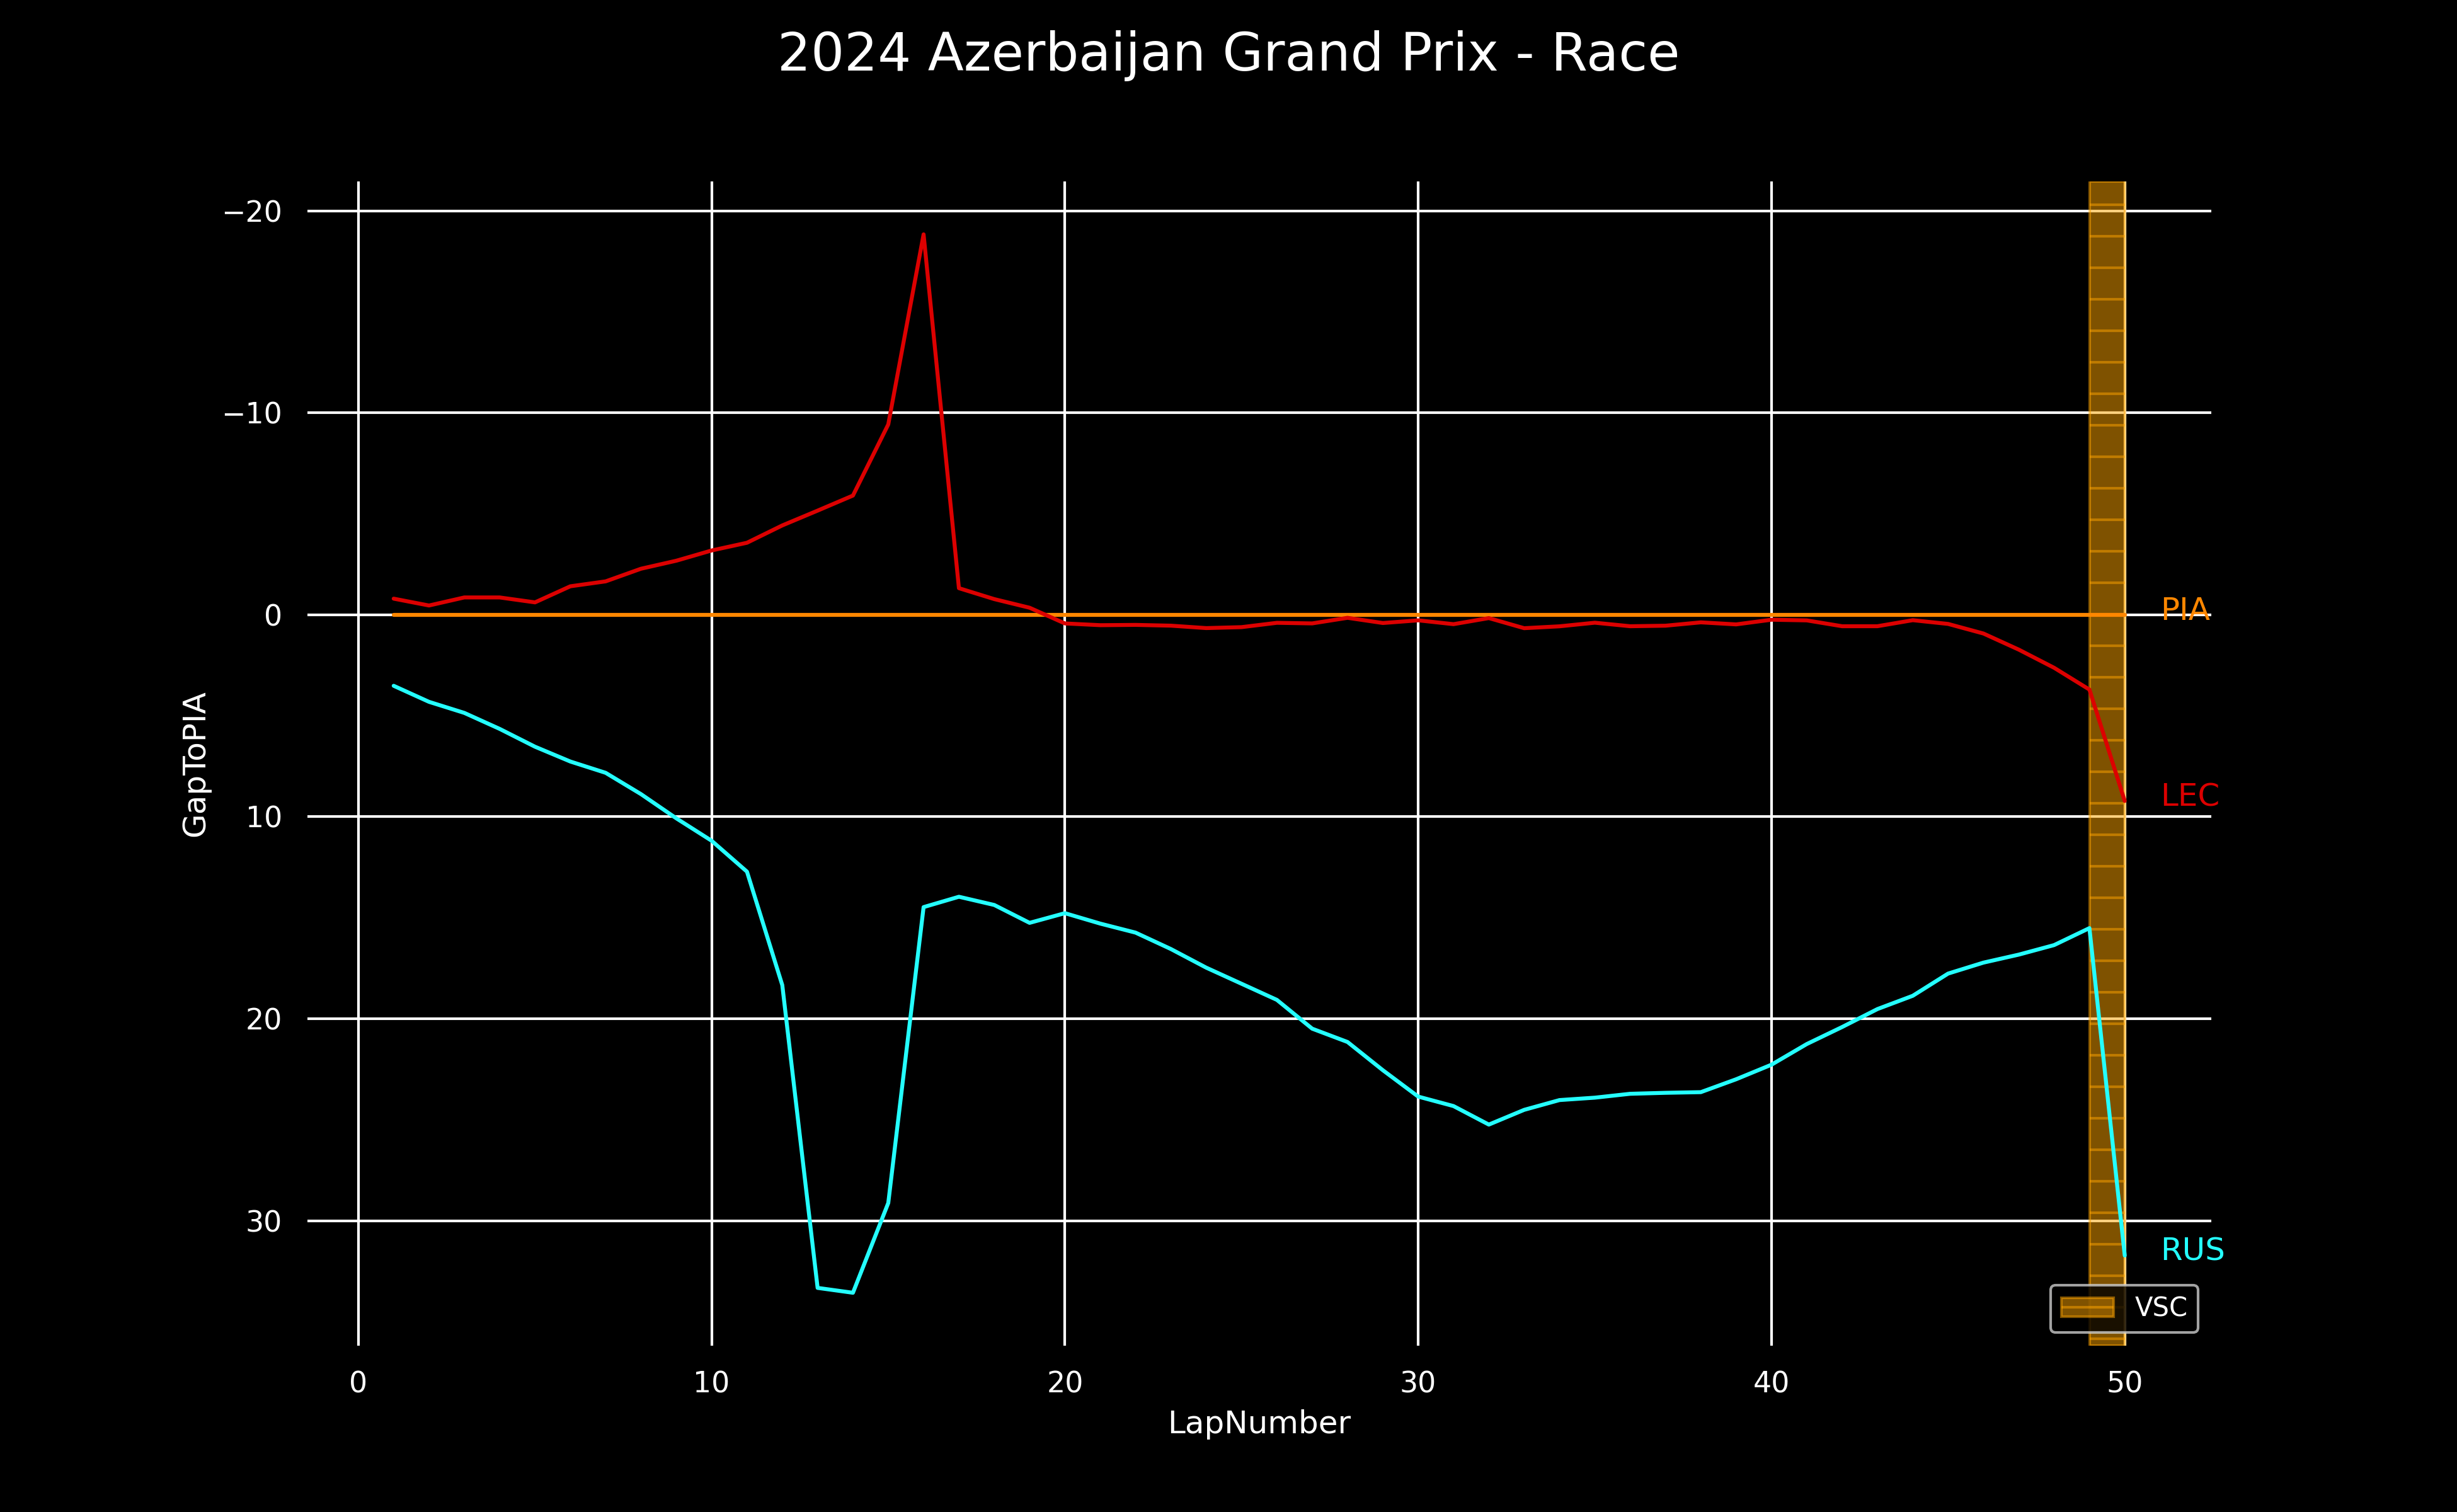 2024 Azerbaijan Grand Prix - Race
−20
−10
0
10
20
30
GapToPIA
PIA
LEC
RUS
VSC
0 10 20 30 40 50
LapNumber